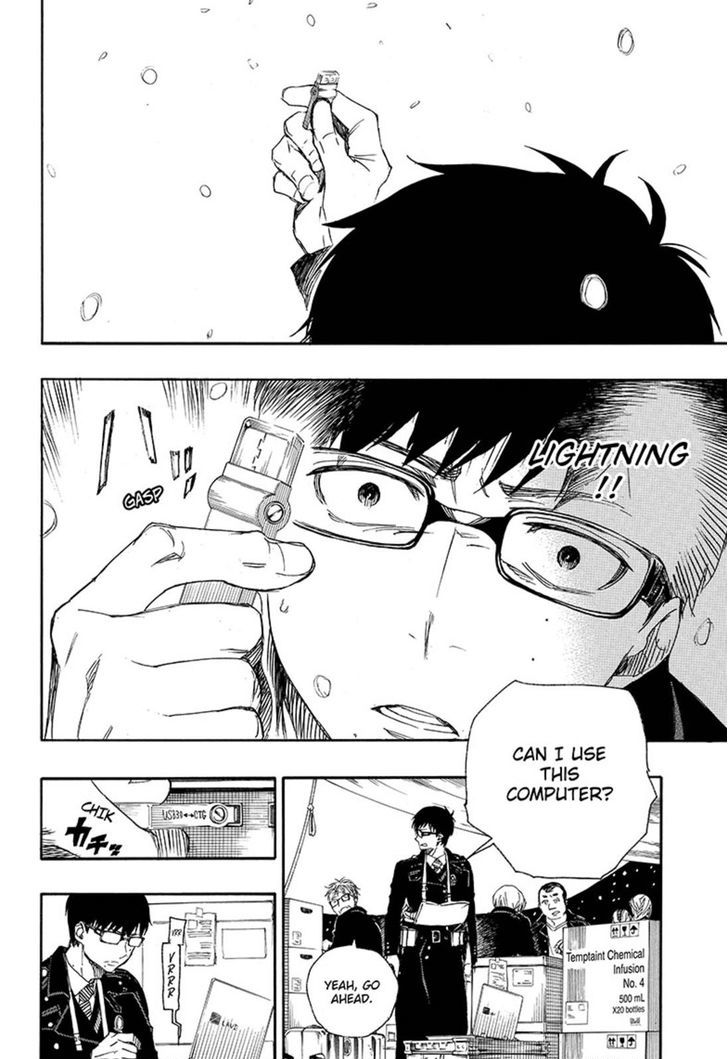 LIGHTNING
!!
GASP
CAN I USE
THIS
COMPUTER?
CHIK
カチッ
YEAH, GO
AHEAD.
Temptaint Chemical
Infusion
No. 4
500 mL
X20 bottles
VRRR